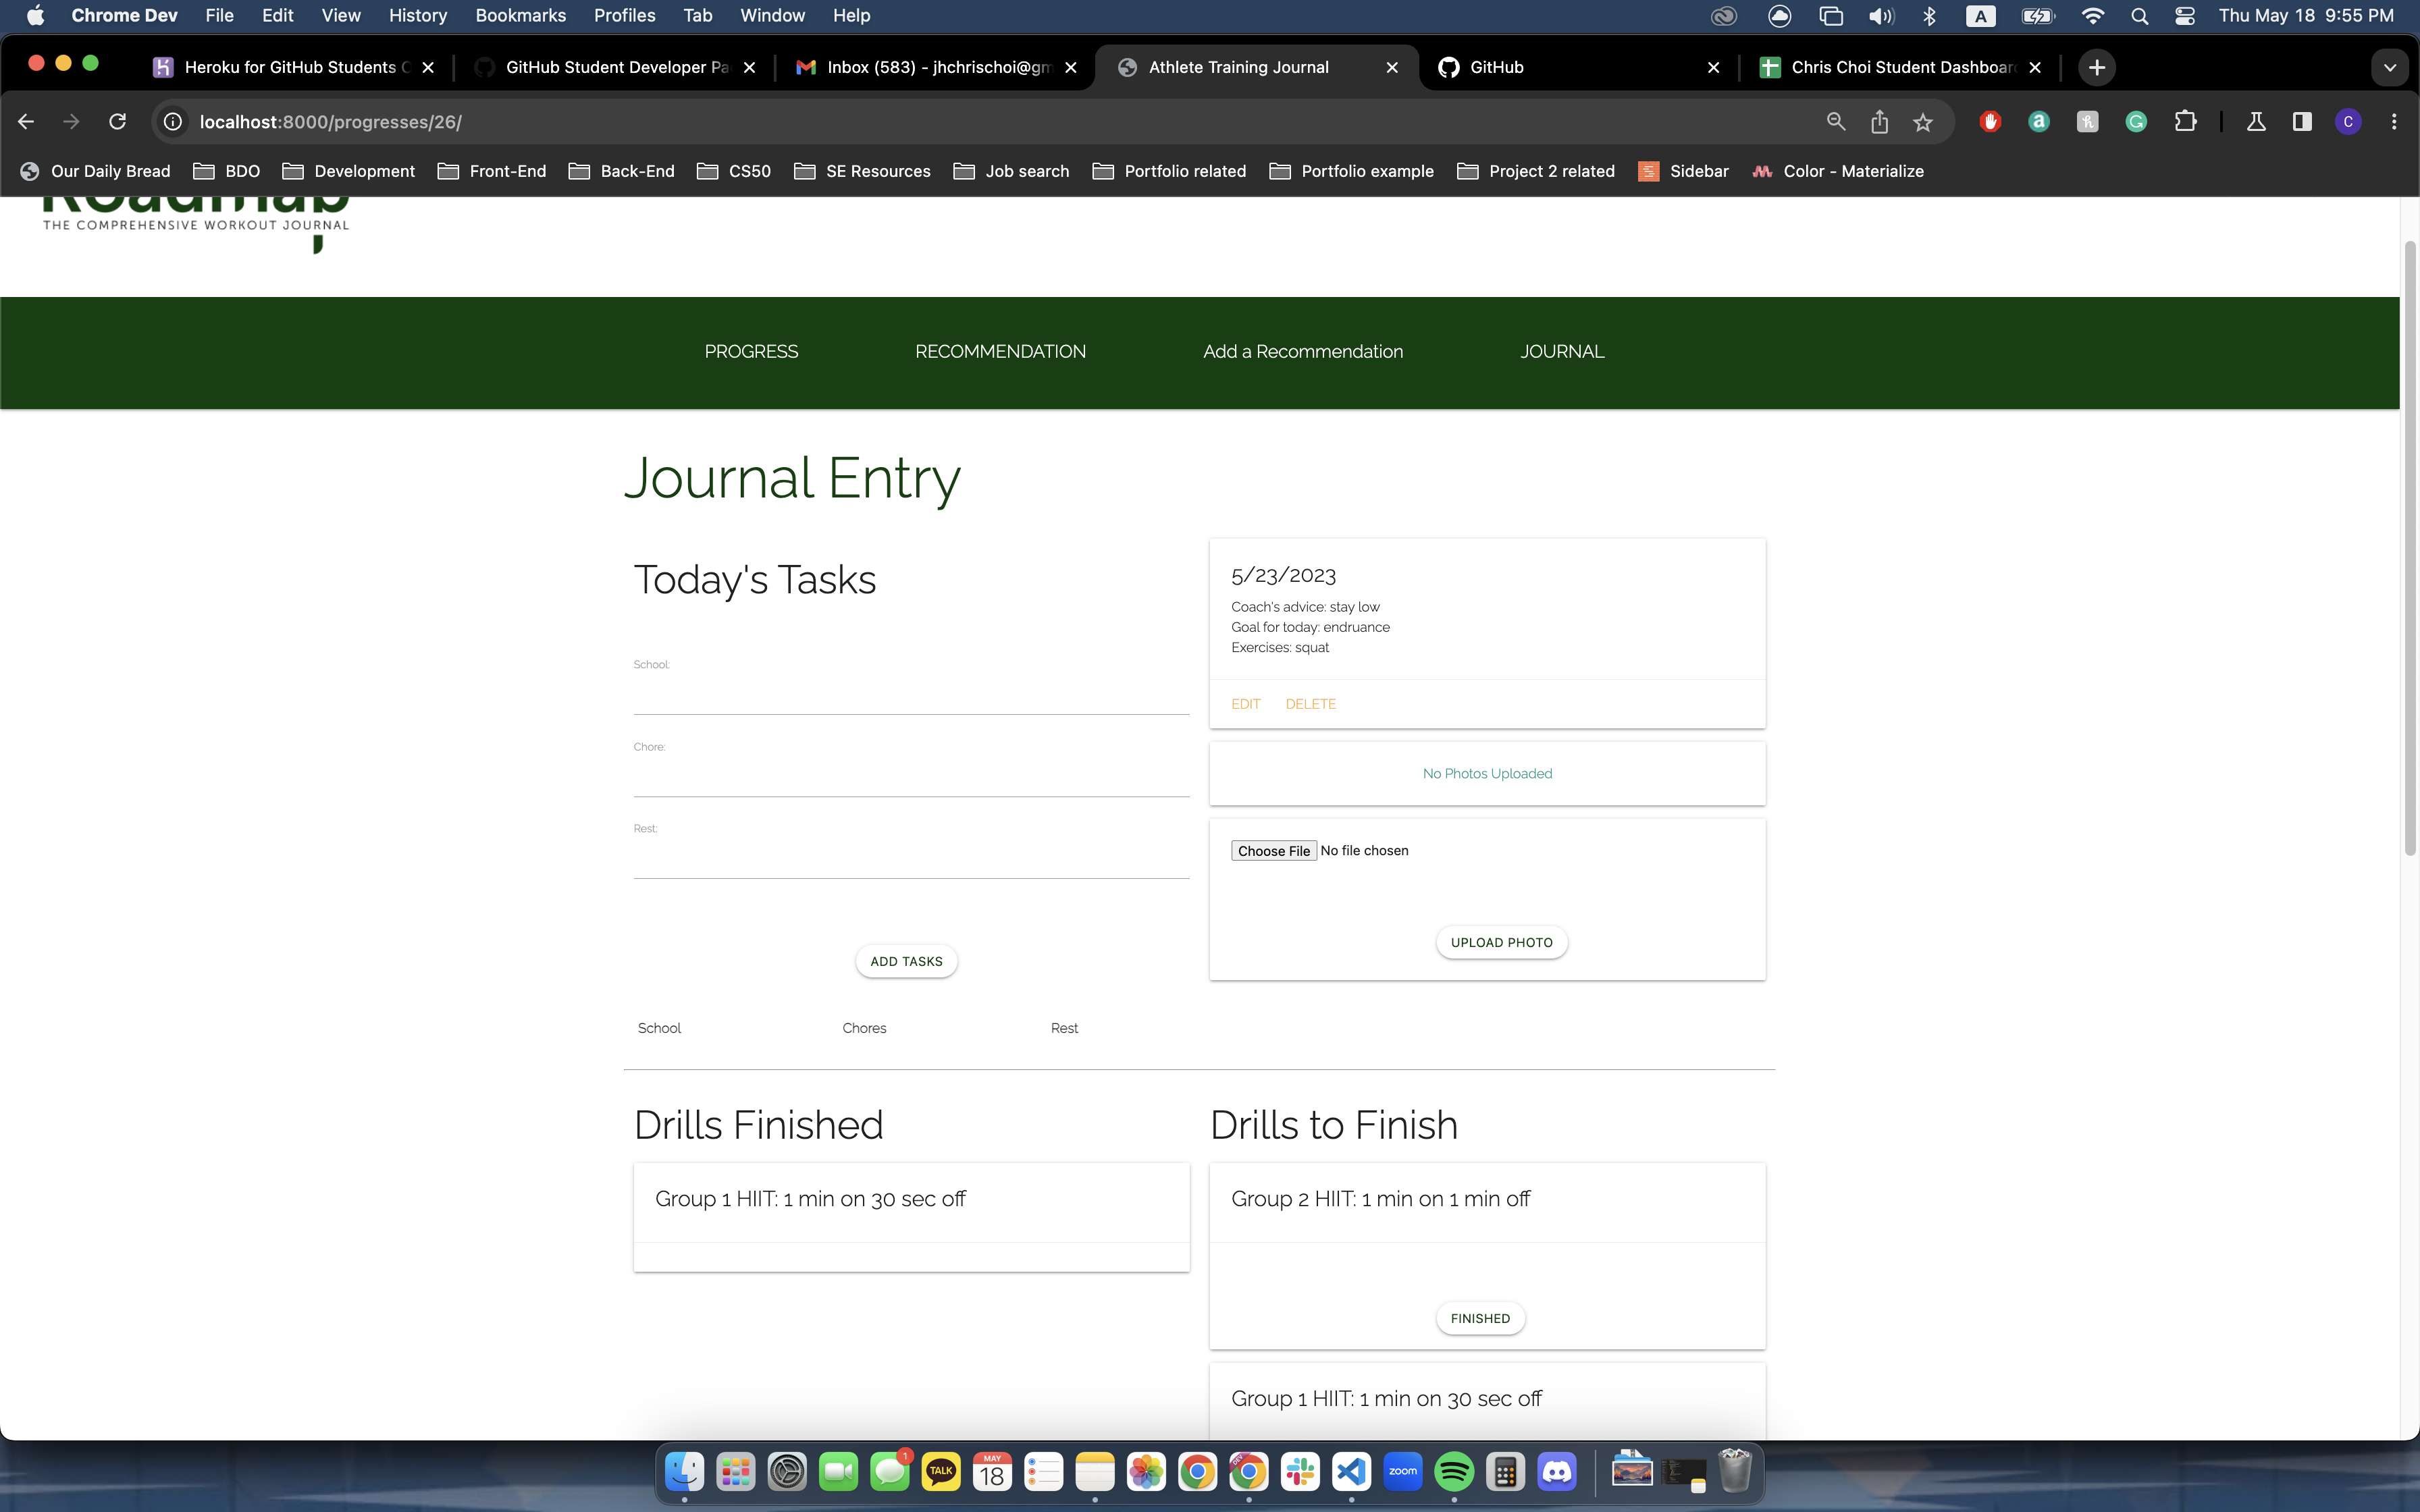 Chrome Dev File Edit View History Bookmarks Profiles Tab Window Help A Thu May 18 9:55 PM
Heroku for GitHub Students GitHub Student Developer Pa Inbox (583) - jhchrischoi@gm Athlete Training Journal GitHub Chris Choi Student Dashboar
localhost:8000/progresses/26/ C
Our Daily Bread BDO Development Front-End Back-End CS50 SE Resources Job search Portfolio related Portfolio example Project 2 related Sidebar Color - Materialize
Roadmap
THE COMPREHENSIVE WORKOUT JOURNAL
PROGRESS RECOMMENDATION Add a Recommendation JOURNAL
Journal Entry
Today's Tasks
School:
Chore:
Rest:
ADD TASKS
5/23/2023
Coach's advice: stay low
Goal for today: endruance
Exercises: squat
EDIT DELETE
No Photos Uploaded
Choose File No file chosen
UPLOAD PHOTO
School Chores Rest
Drills Finished
Group 1 HIIT: 1 min on 30 sec off
Drills to Finish
Group 2 HIIT: 1 min on 1 min off
FINISHED
Group 1 HIIT: 1 min on 30 sec off
1 TALK MAY 18 DEV zoom